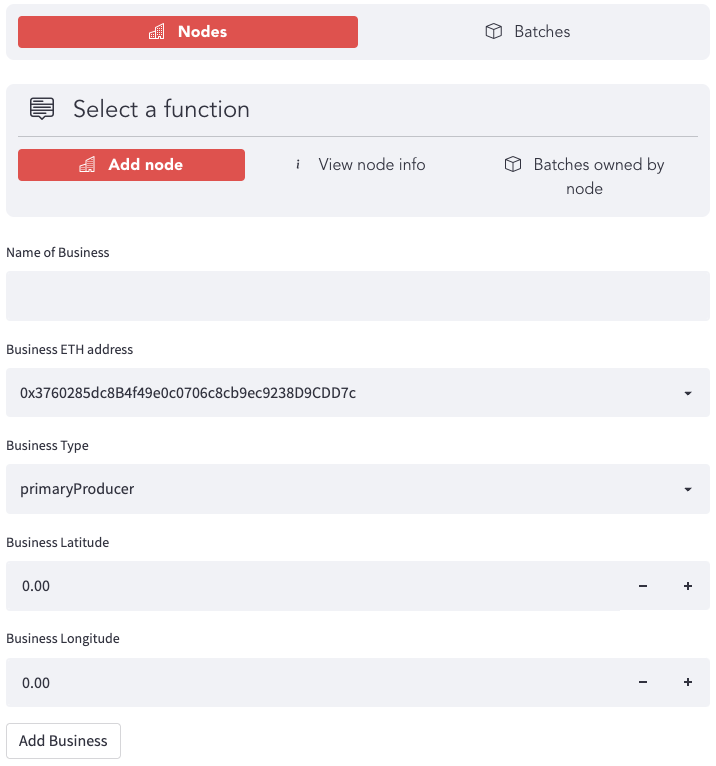 Nodes
Batches
Select a function
Add node
View node info
Batches owned by
node
Name of Business
Business ETH address
0x3760285dc8B4f49e0c0706c8cb9ec9238D9CDD7c
Business Type
primaryProducer
Business Latitude
0.00
Business Longitude
0.00
Add Business